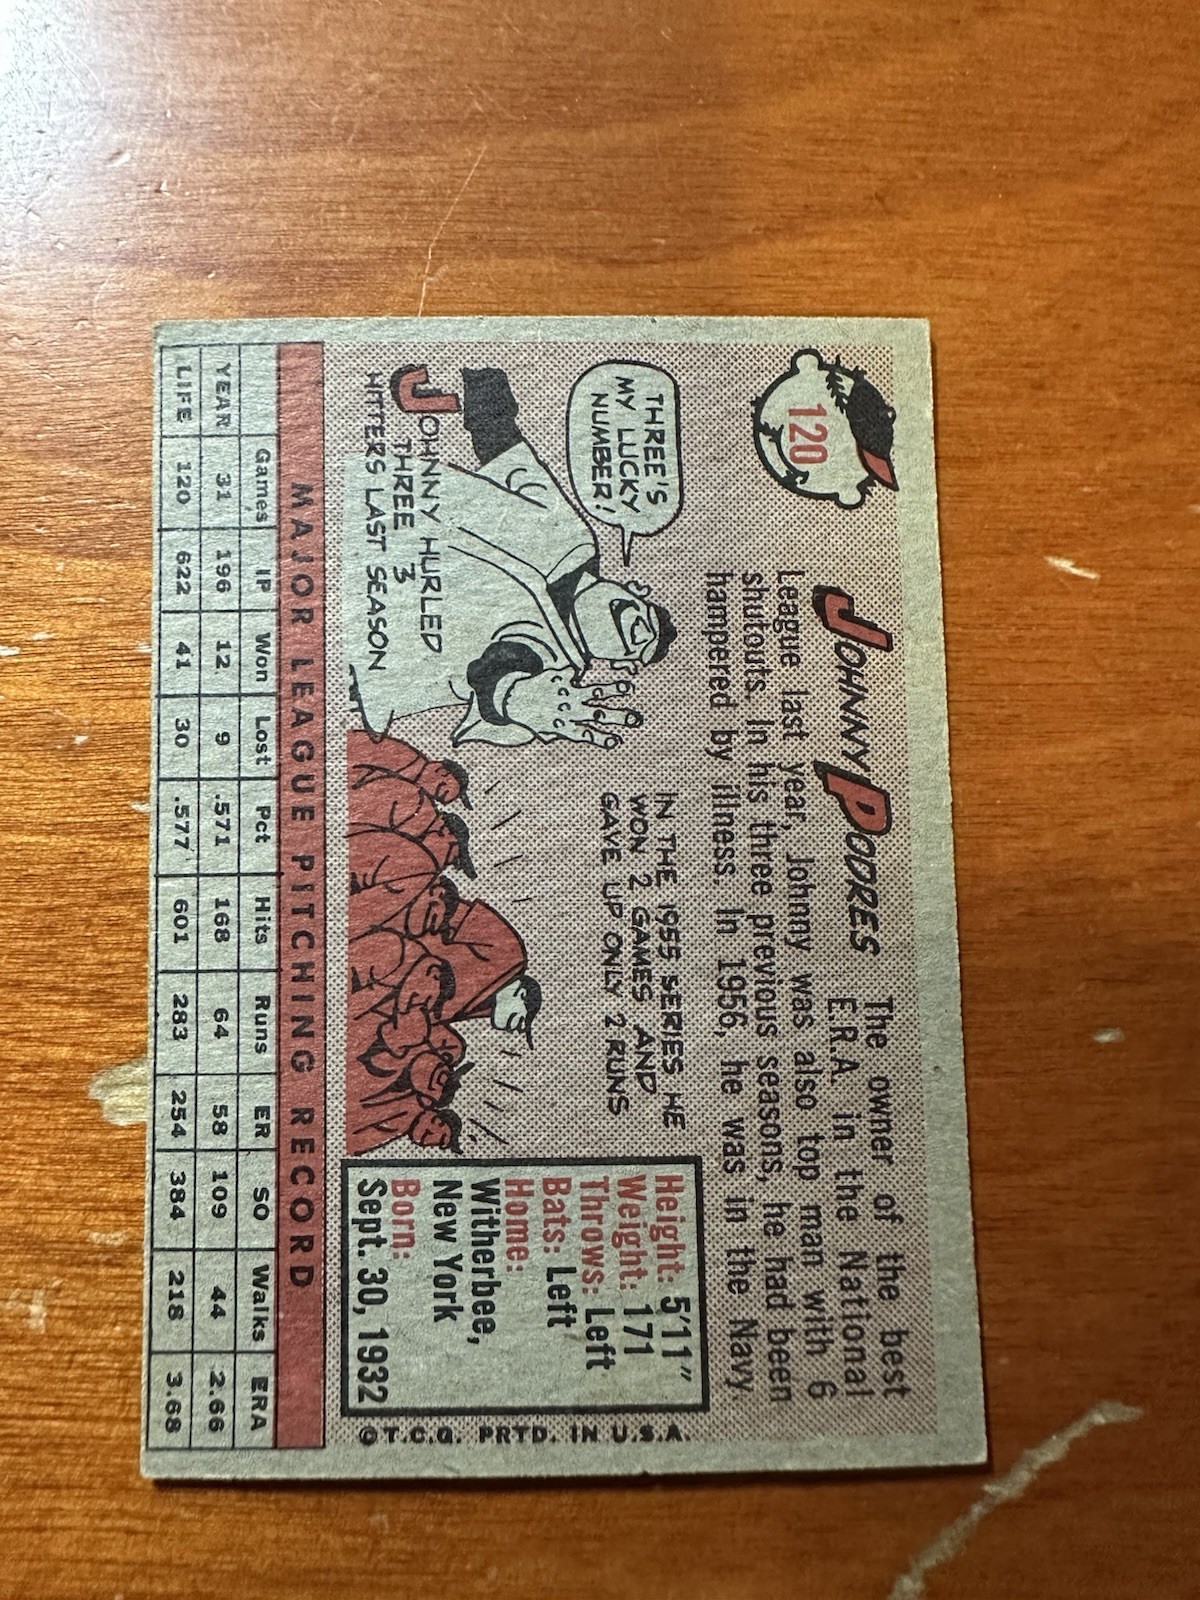 120
JOHNNY PODRES
The owner of the best
E.R.A. in the National
League last year, Johnny was also top man with 6
shutouts. In his three previous seasons, he had been
hampered by illness. In 1956, he was in the Navy
THREE'S
MY LUCKY
NUMBER!
JOHNNY HURLED
THREE 3
HITTERS LAST SEASON
IN THE 1955 SERIES HE
WON 2 GAMES AND
GAVE UP ONLY 2 RUNS
Height: 5'11"
Weight: 171
Throws: Left
Bats: Left
Home:
Witherbee,
New York
Born:
Sept. 30, 1932
© T.C.G. PRTD. IN U.S.A.
MAJOR LEAGUE PITCHING RECORD
Games IP Won Lost Pct Hits Runs ER SO Walks ERA
YEAR 31 196 12 9 .571 168 64 58 109 44 2.66
LIFE 120 622 41 30 .577 601 283 254 384 218 3.68